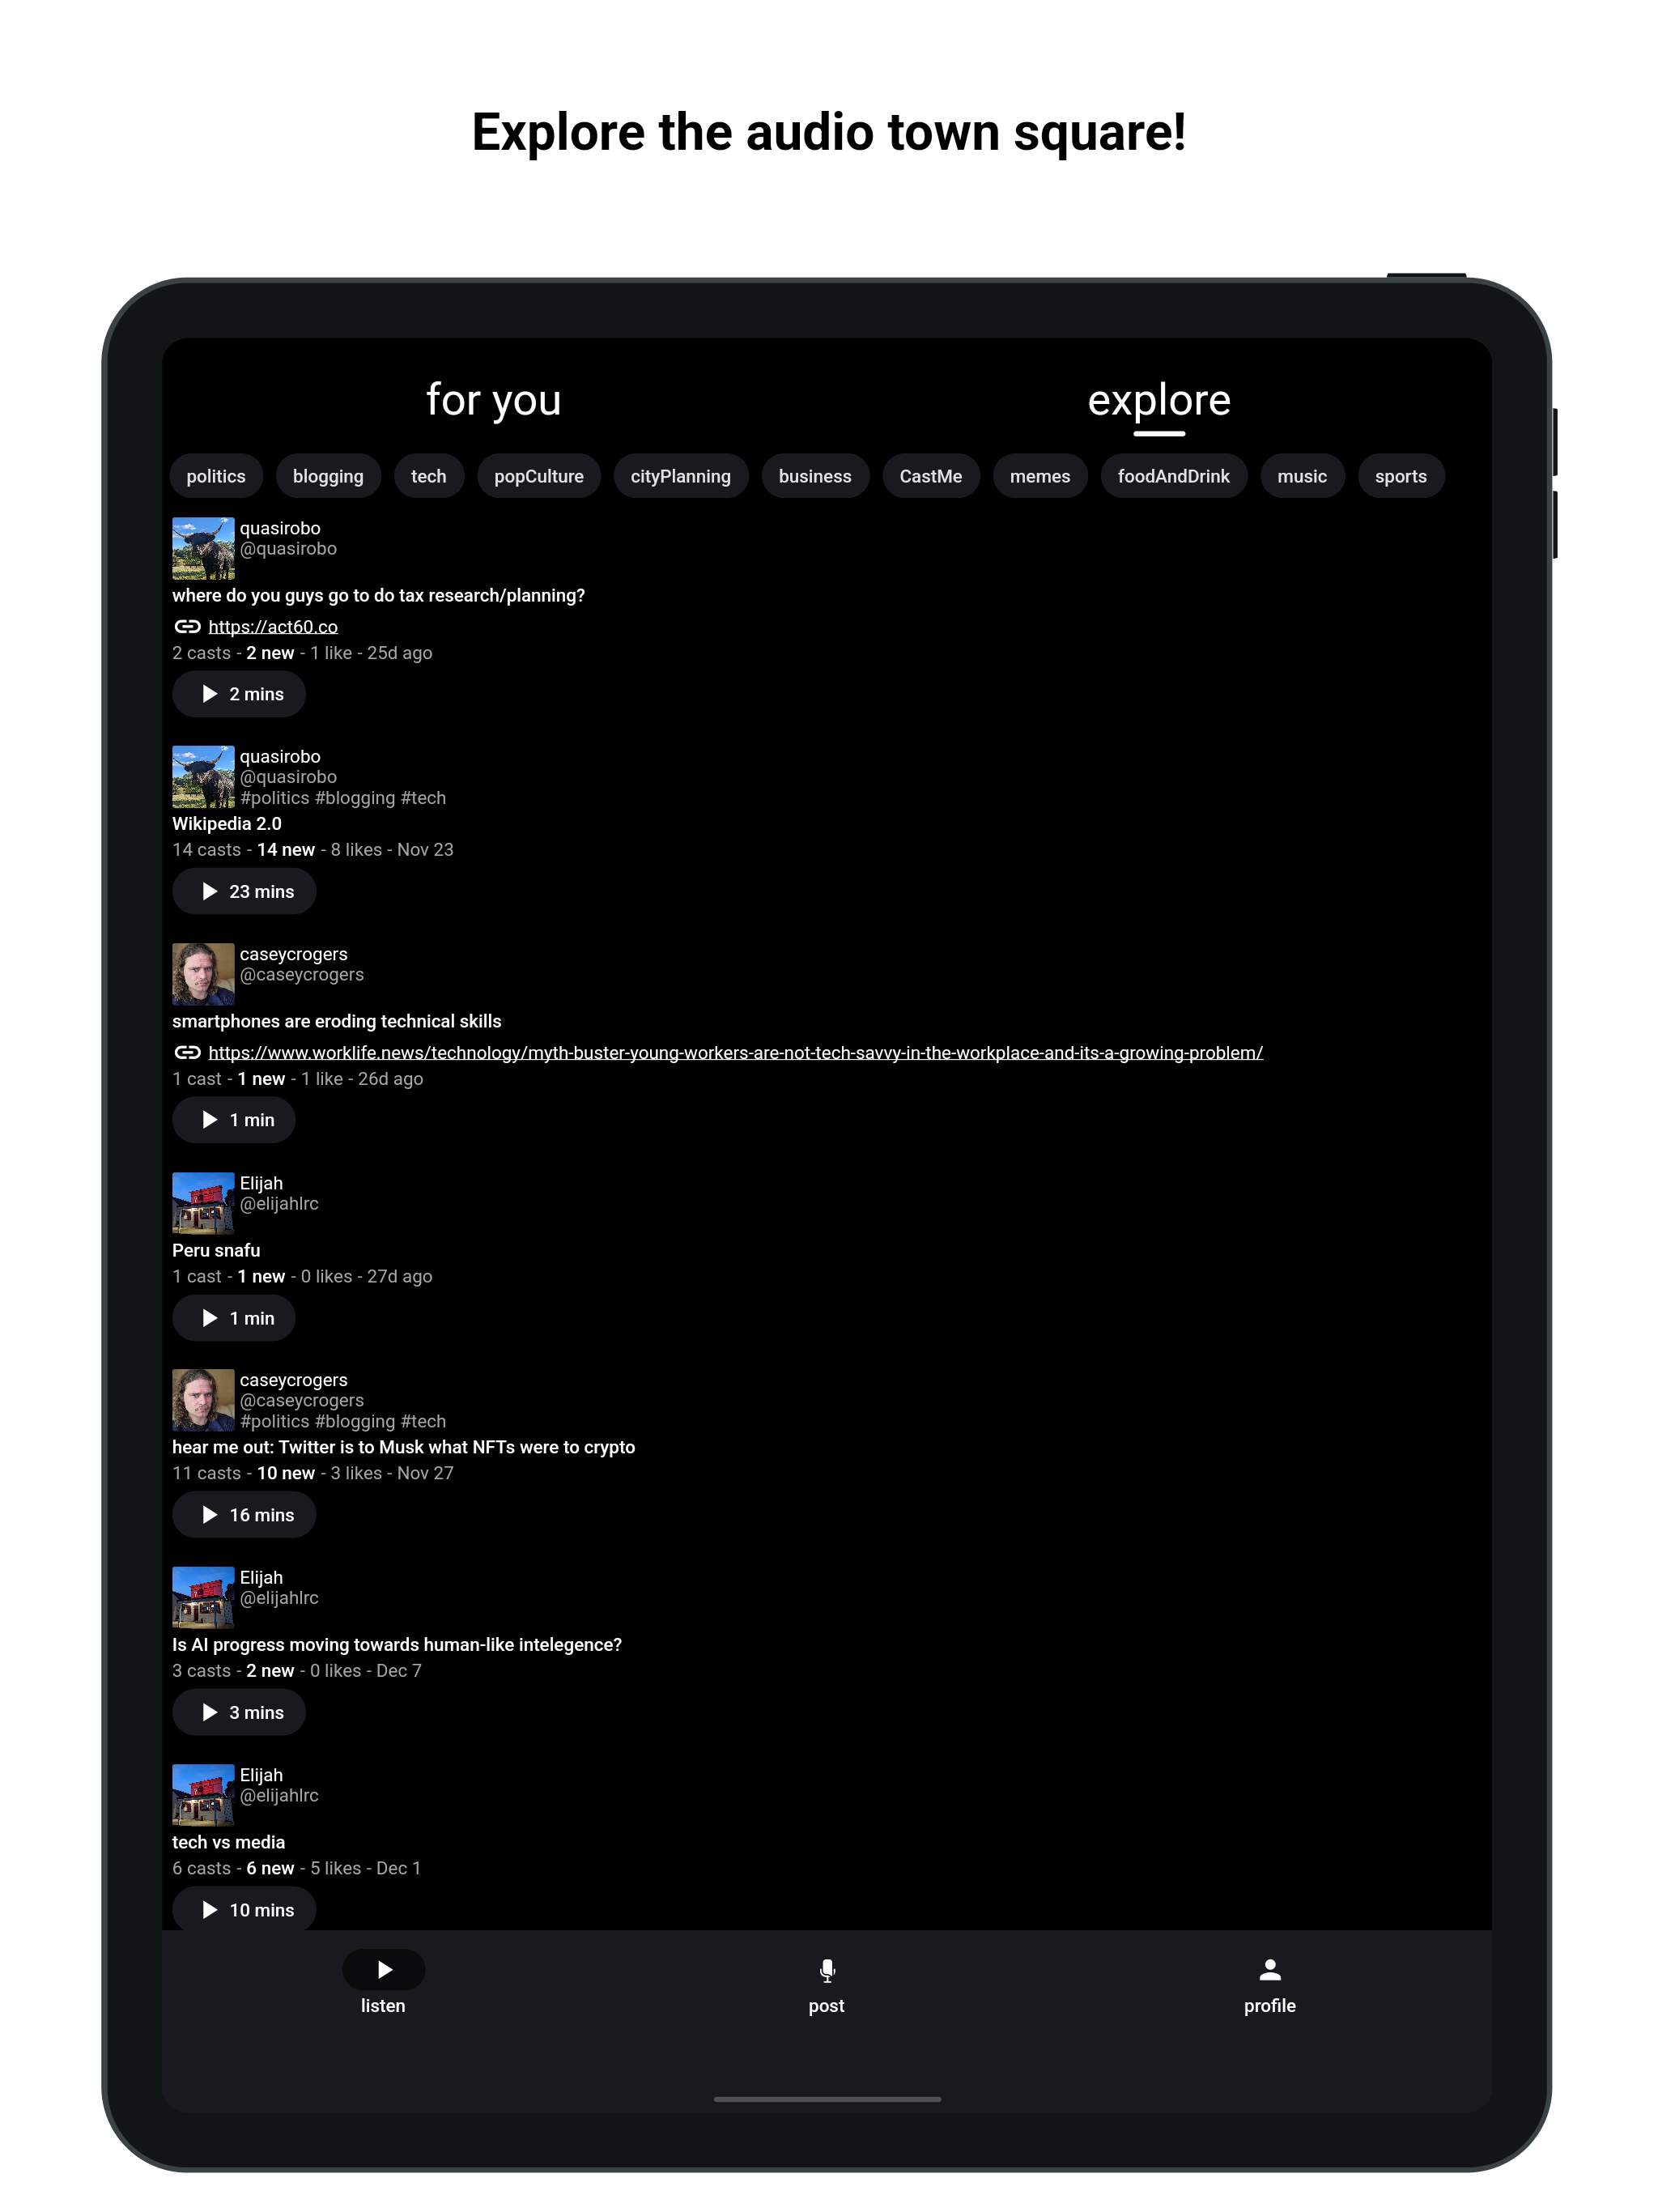 Explore the audio town square!
for you
explore
politics blogging tech popCulture cityPlanning business CastMe memes foodAndDrink music sports
quasirobo
@quasirobo
where do you guys go to do tax research/planning?
https://act60.co
2 casts - 2 new - 1 like - 25d ago
2 mins
quasirobo
@quasirobo
#politics #blogging #tech
Wikipedia 2.0
14 casts - 14 new - 8 likes - Nov 23
23 mins
caseycrogers
@caseycrogers
smartphones are eroding technical skills
https://www.worklife.news/technology/myth-buster-young-workers-are-not-tech-savvy-in-the-workplace-and-its-a-growing-problem/
1 cast - 1 new - 1 like - 26d ago
1 min
Elijah
@elijahlrc
Peru snafu
1 cast - 1 new - 0 likes - 27d ago
1 min
caseycrogers
@caseycrogers
#politics #blogging #tech
hear me out: Twitter is to Musk what NFTs were to crypto
11 casts - 10 new - 3 likes - Nov 27
16 mins
Elijah
@elijahlrc
Is AI progress moving towards human-like intelegence?
3 casts - 2 new - 0 likes - Dec 7
3 mins
Elijah
@elijahlrc
tech vs media
6 casts - 6 new - 5 likes - Dec 1
10 mins
listen
post
profile